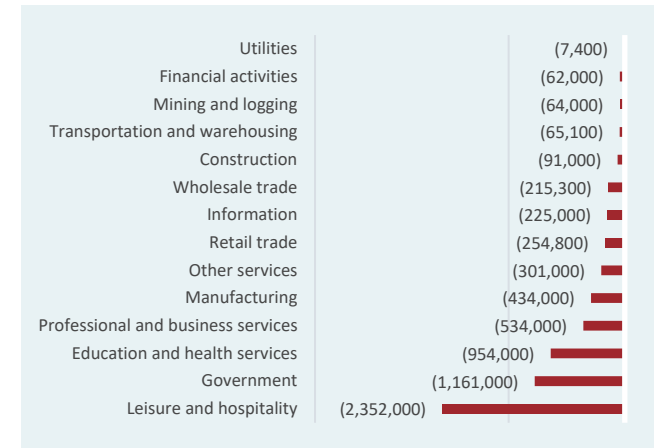 Utilities (7,400)
Financial activities (62,000)
Mining and logging (64,000)
Transportation and warehousing (65,100)
Construction (91,000)
Wholesale trade (215,300)
Information (225,000)
Retail trade (254,800)
Other services (301,000)
Manufacturing (434,000)
Professional and business services (534,000)
Education and health services (954,000)
Government (1,161,000)
Leisure and hospitality (2,352,000)